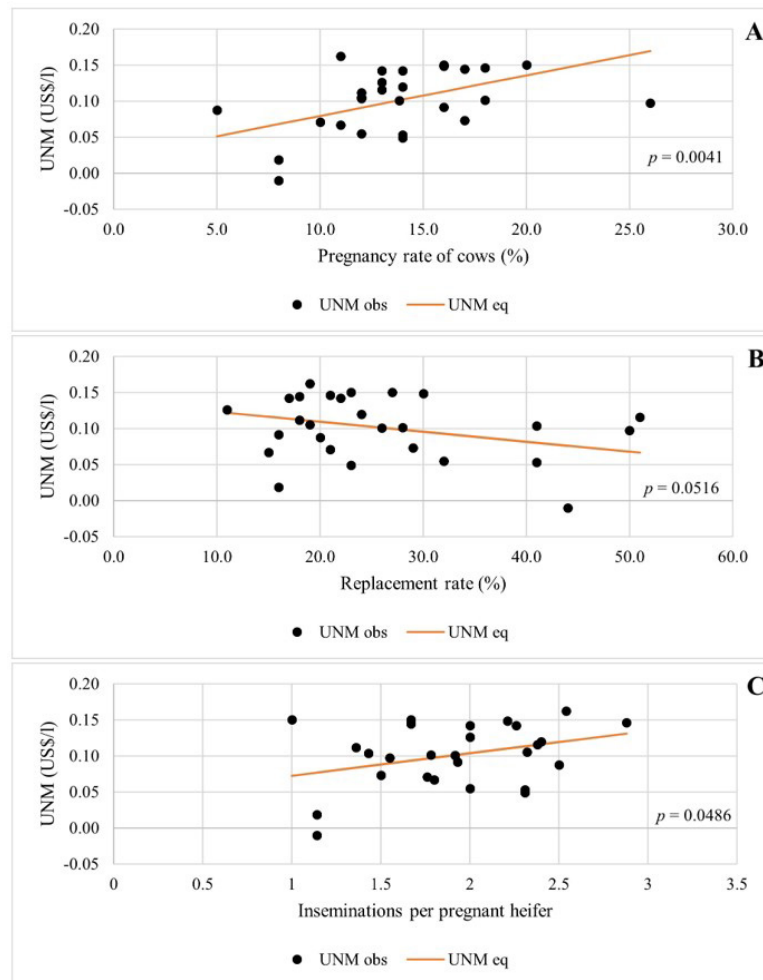 A
UNM (US$/l)
0.20
0.15
0.10
0.05
0.00
-0.05
p = 0.0041
0.0 5.0 10.0 15.0 20.0 25.0 30.0
Pregnancy rate of cows (%)
UNM obs UNM eq
B
UNM (US$/l)
0.20
0.15
0.10
0.05
0.00
-0.05
p = 0.0516
0.0 10.0 20.0 30.0 40.0 50.0 60.0
Replacement rate (%)
UNM obs UNM eq
C
UNM (US$/l)
0.20
0.15
0.10
0.05
0.00
-0.05
p = 0.0486
0 0.5 1 1.5 2 2.5 3 3.5
Inseminations per pregnant heifer
UNM obs UNM eq